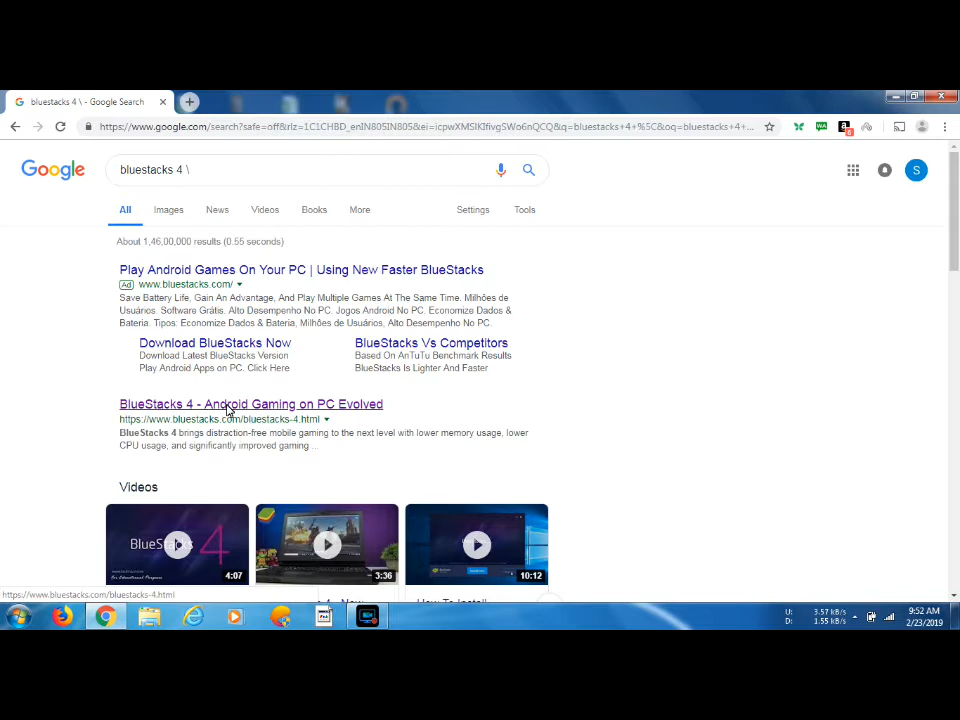 bluestacks 4 \ - Google Search
https://www.google.com/search?safe=off&rlz=1C1CHBD_enIN805IN805&ei=icpwXMSIKIfivgSWo6nQCQ&q=bluestacks+4+%5C&oq=bluestacks+4+...
Google
bluestacks 4 \
S
All Images News Videos Books More Settings Tools
About 1,46,00,000 results (0.55 seconds)
Play Android Games On Your PC | Using New Faster BlueStacks
Ad www.bluestacks.com/
Save Battery Life, Gain An Advantage, And Play Multiple Games At The Same Time. Milhões de
Usuários. Software Grátis. Alto Desempenho No PC. Jogos Android No PC. Economize Dados &
Bateria. Tipos: Economize Dados & Bateria, Milhões de Usuários, Alto Desempenho No PC.
Download BlueStacks Now
Download Latest BlueStacks Version
Play Android Apps on PC. Click Here
BlueStacks Vs Competitors
Based On AnTuTu Benchmark Results
BlueStacks Is Lighter And Faster
BlueStacks 4 - Android Gaming on PC Evolved
https://www.bluestacks.com/bluestacks-4.html
BlueStacks 4 brings distraction-free mobile gaming to the next level with lower memory usage, lower
CPU usage, and significantly improved gaming ...
Videos
BlueStacks 4
For Educational Purpose
4:07
3:36
10:12
https://www.bluestacks.com/bluestacks-4.html
U: 3.57 kB/s
D: 1.55 kB/s
9:52 AM
2/23/2019